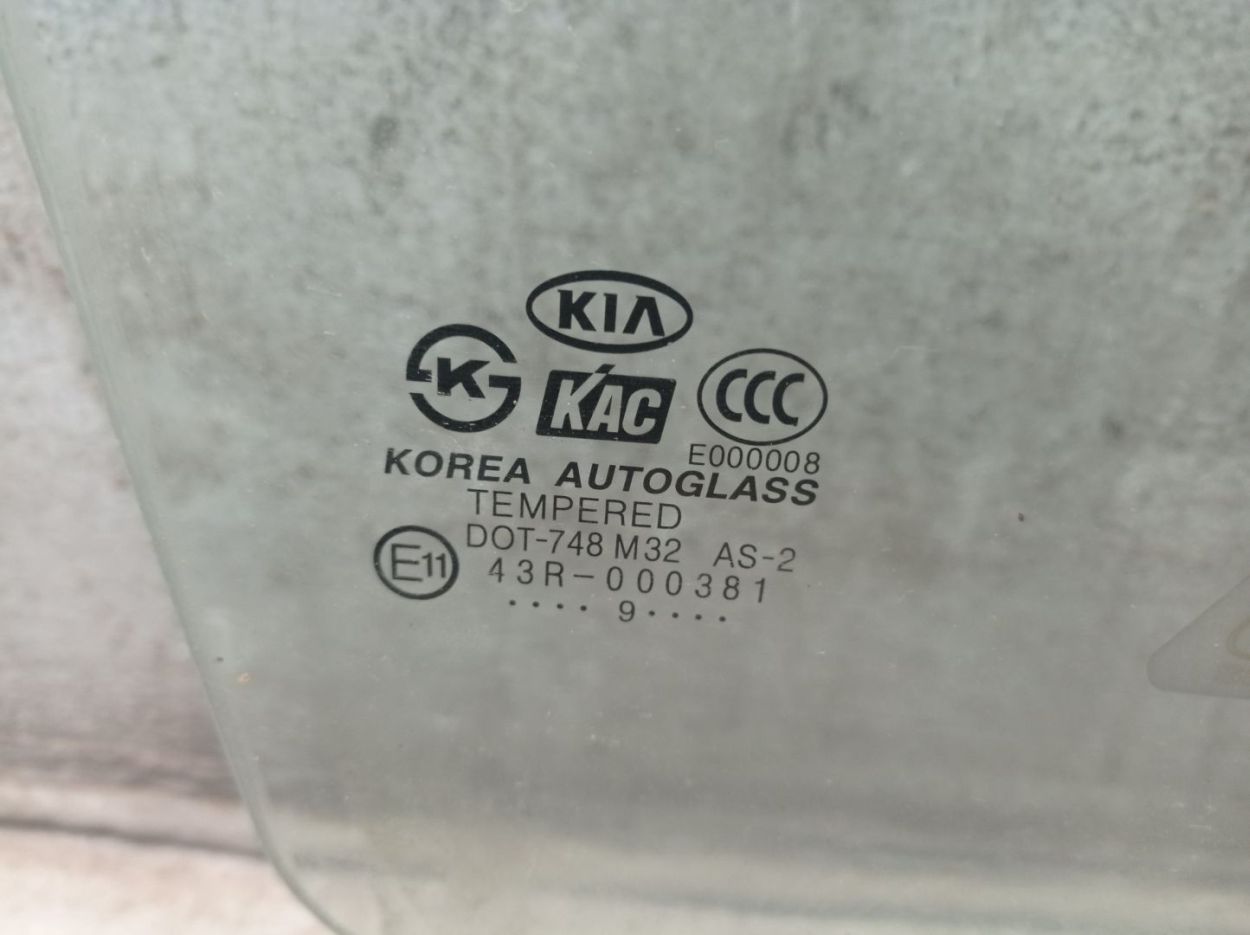 KIA
K
KAC
CCC
E000008
KOREA AUTOGLASS
TEMPERED
DOT-748 M32 AS-2
E11
43R-000381
.... 9 ....